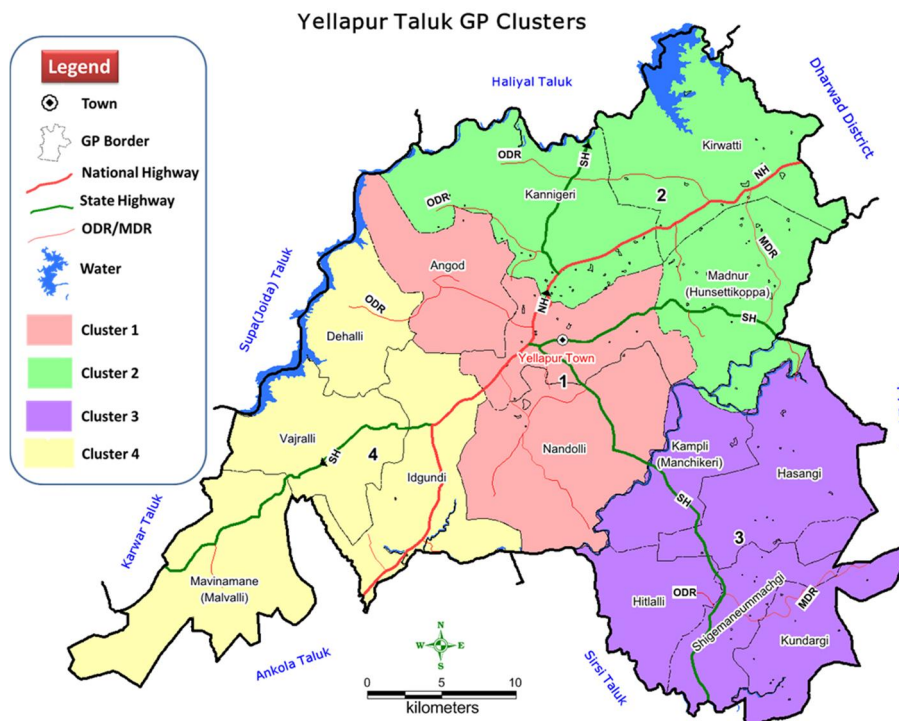 Yellapur Taluk GP Clusters
Legend
Town
GP Border
National Highway
State Highway
ODR/MDR
Water
Cluster 1
Cluster 2
Cluster 3
Cluster 4
Haliyal Taluk
Dharwad District
Supa(Joida) Taluk
Karwar Taluk
Ankola Taluk
Sirsi Taluk
Kirwatti
ODR
SH
Kannigeri
NH
2
ODR
MDR
Angod
Madnur
(Hunsettikoppa)
NH
SH
ODR
Dehalli
Yellapur Town
1
Vajralli
4
SH
Idgundi
Nandolli
Kampli
(Manchikeri)
Hasangi
SH
3
Mavinamane
(Malvalli)
Hitlalli
ODR
Shigemaneummachgi
MDR
Kundargi
N
W
E
S
0
5
10
kilometers